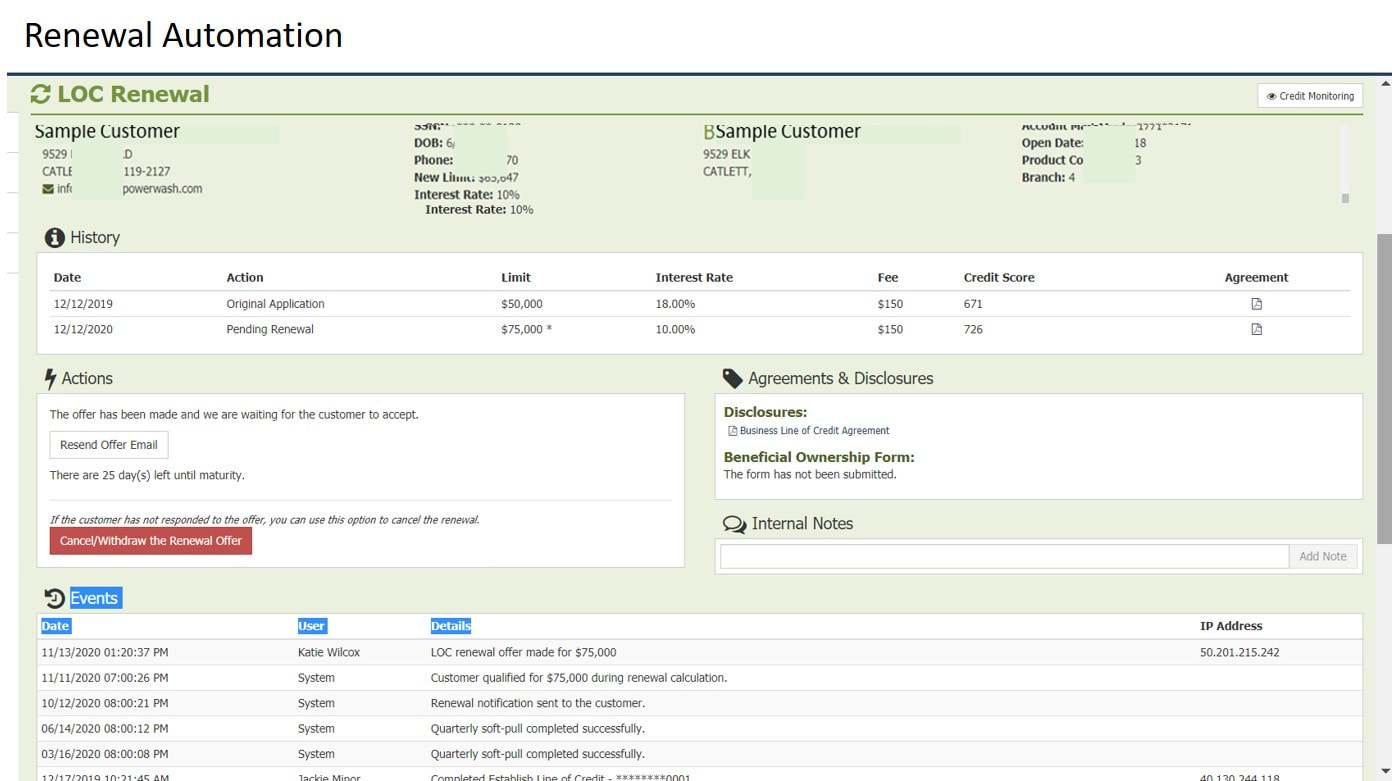 Renewal Automation
LOC Renewal
Credit Monitoring
Sample Customer
9529
CATLE 119-2127
powerwash.com
SSN:
DOB: 6/
Phone: 70
New Limit: $65,647
Interest Rate: 10%
Interest Rate: 10%
BSample Customer
9529 ELK
CATLETT,
Open Date: 18
Product Co 3
Branch: 4
History
Date Action Limit Interest Rate Fee Credit Score Agreement
12/12/2019 Original Application $50,000 18.00% $150 671
12/12/2020 Pending Renewal $75,000 * 10.00% $150 726
Actions
The offer has been made and we are waiting for the customer to accept.
Resend Offer Email
There are 25 day(s) left until maturity.
If the customer has not responded to the offer, you can use this option to cancel the renewal.
Cancel/Withdraw the Renewal Offer
Agreements & Disclosures
Disclosures:
Business Line of Credit Agreement
Beneficial Ownership Form:
The form has not been submitted.
Internal Notes
Add Note
Events
Date User Details IP Address
11/13/2020 01:20:37 PM Katie Wilcox LOC renewal offer made for $75,000 50.201.215.242
11/11/2020 07:00:26 PM System Customer qualified for $75,000 during renewal calculation.
10/12/2020 08:00:21 PM System Renewal notification sent to the customer.
06/14/2020 08:00:12 PM System Quarterly soft-pull completed successfully.
03/16/2020 08:00:08 PM System Quarterly soft-pull completed successfully.
12/17/2019 10:21:45 AM Jackie Minor Completed Establish Line of Credit - ********0001 40.130.244.118